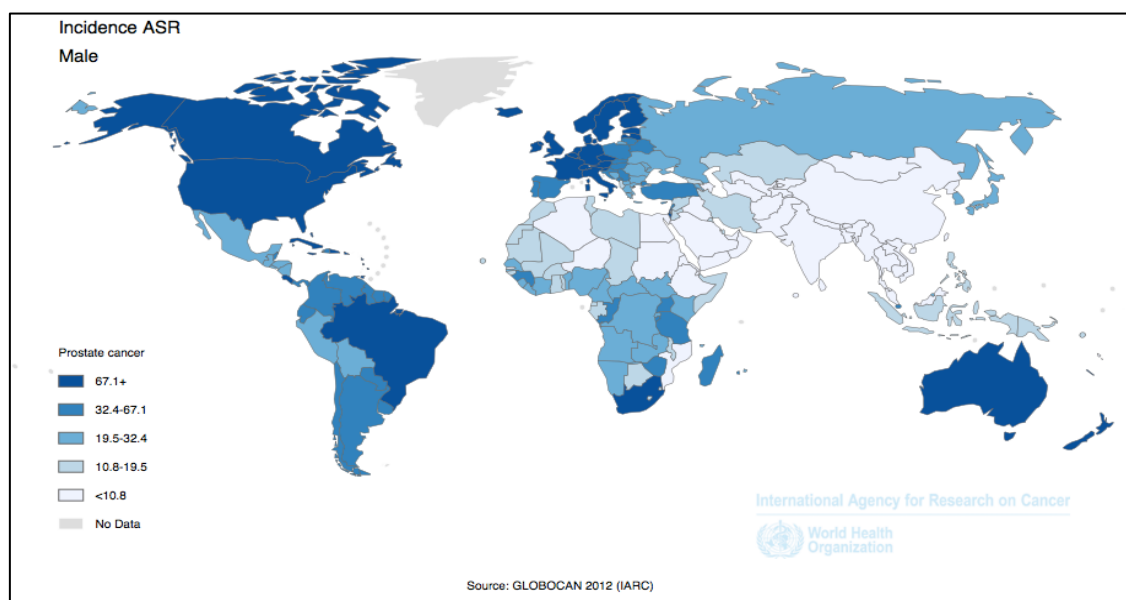 Incidence ASR
Male
Prostate cancer
67.1+
32.4-67.1
19.5-32.4
10.8-19.5
<10.8
No Data
International Agency for Research on Cancer
World Health
Organization
Source: GLOBOCAN 2012 (IARC)